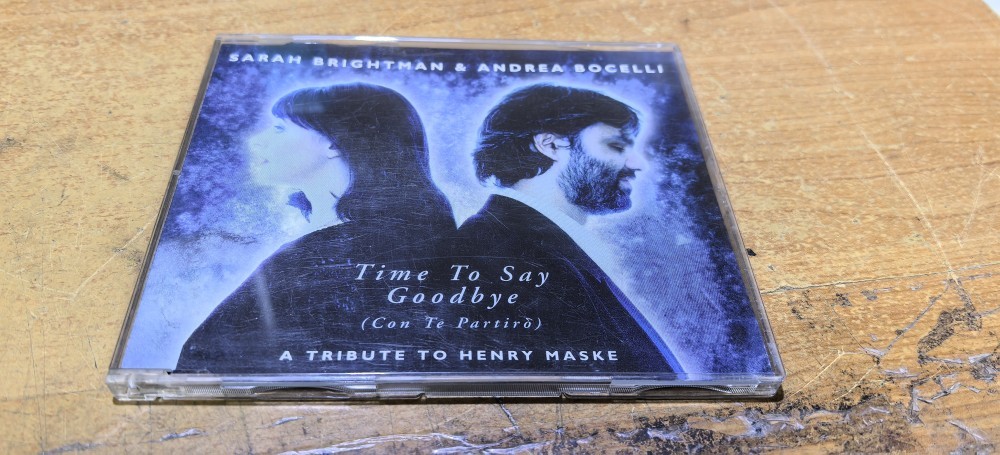 SARAH BRIGHTMAN & ANDREA BOCELLI
Time To Say
Goodbye
(Con Te Partirò)
A TRIBUTE TO HENRY MASKE